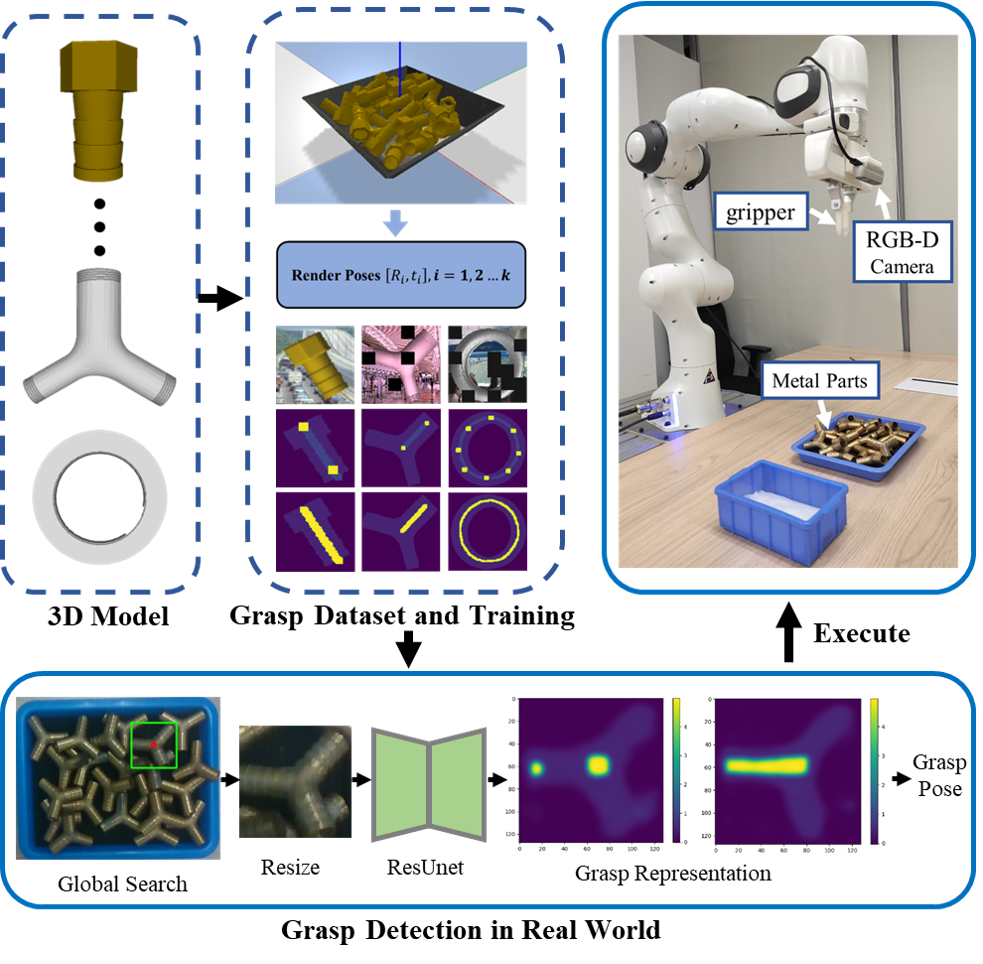 Render Poses [R_i, t_i], i = 1, 2 … k
gripper
RGB-D
Camera
Metal Parts
3D Model
Grasp Dataset and Training
Execute
Global Search
Resize
ResUnet
0
20
40
60
80
100
120
0
20
40
60
80
100
120
4
3
2
1
0
0
20
40
60
80
100
120
0
20
40
60
80
100
120
4
3
2
1
0
Grasp Representation
Grasp
Pose
Grasp Detection in Real World